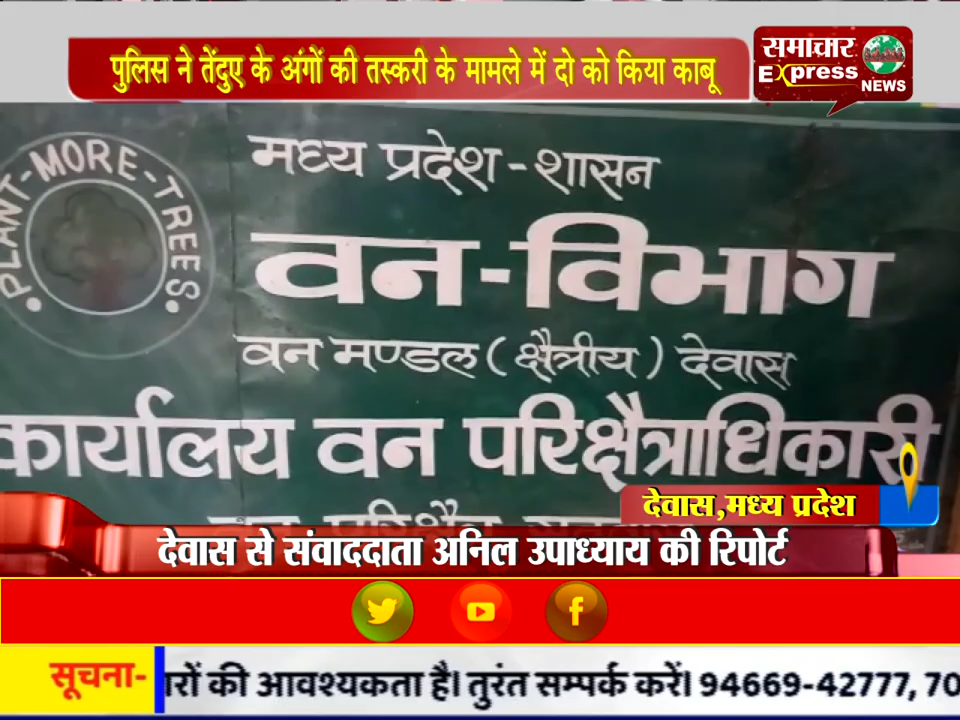 पुलिस ने तेंदुए के अंगों की तस्करी के मामले में दो को किया काबू
समाचार
Express
NEWS
PLANT-MORE-TREES
मध्य प्रदेश-शासन
वन-विभाग
वन मण्डल (क्षैत्रीय) देवास
कार्यालय वन परिक्षैत्राधिकारी
देवास,मध्य प्रदेश
देवास से संवाददाता अनिल उपाध्याय की रिपोर्ट
सूचना- रों की आवश्यकता है। तुरंत सम्पर्क करें। 94669-42777, 70